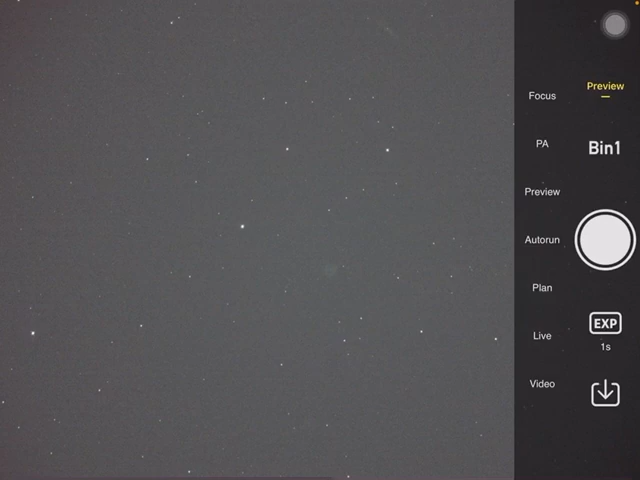 Preview
Focus
PA
Bin1
Preview
Autorun
Plan
EXP
Live
1s
Video